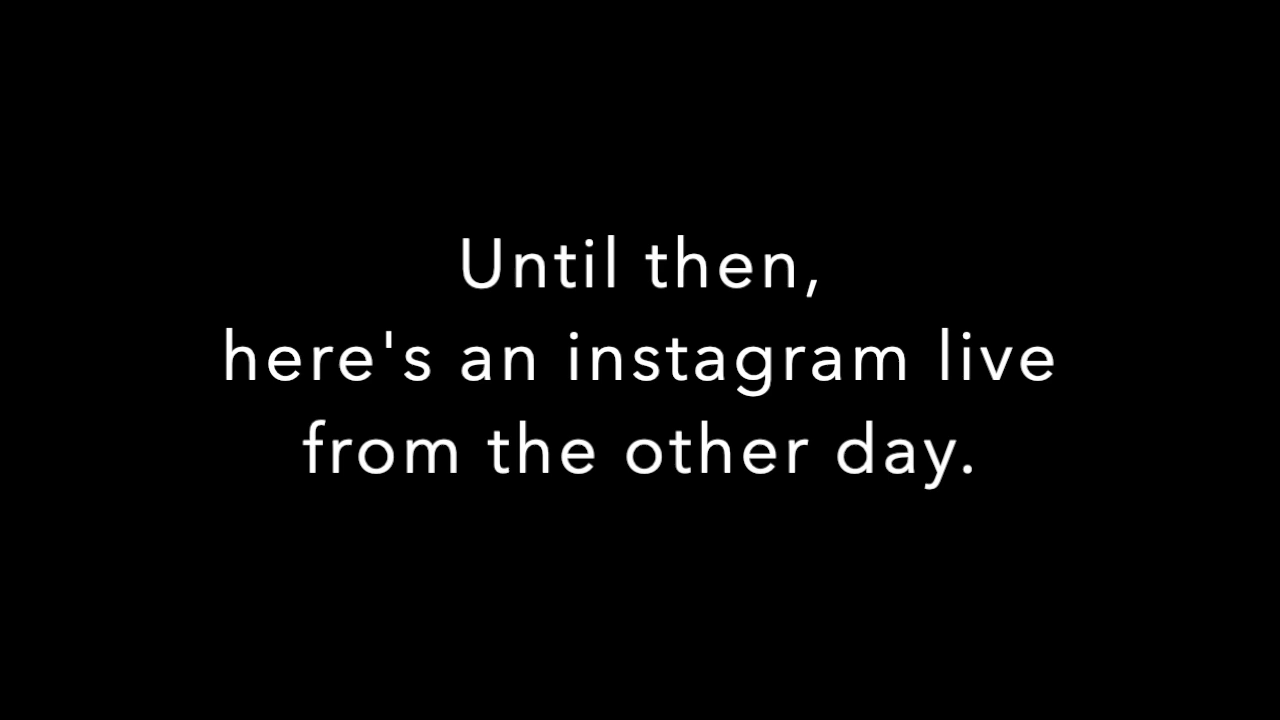 Until then,
here's an instagram live
from the other day.